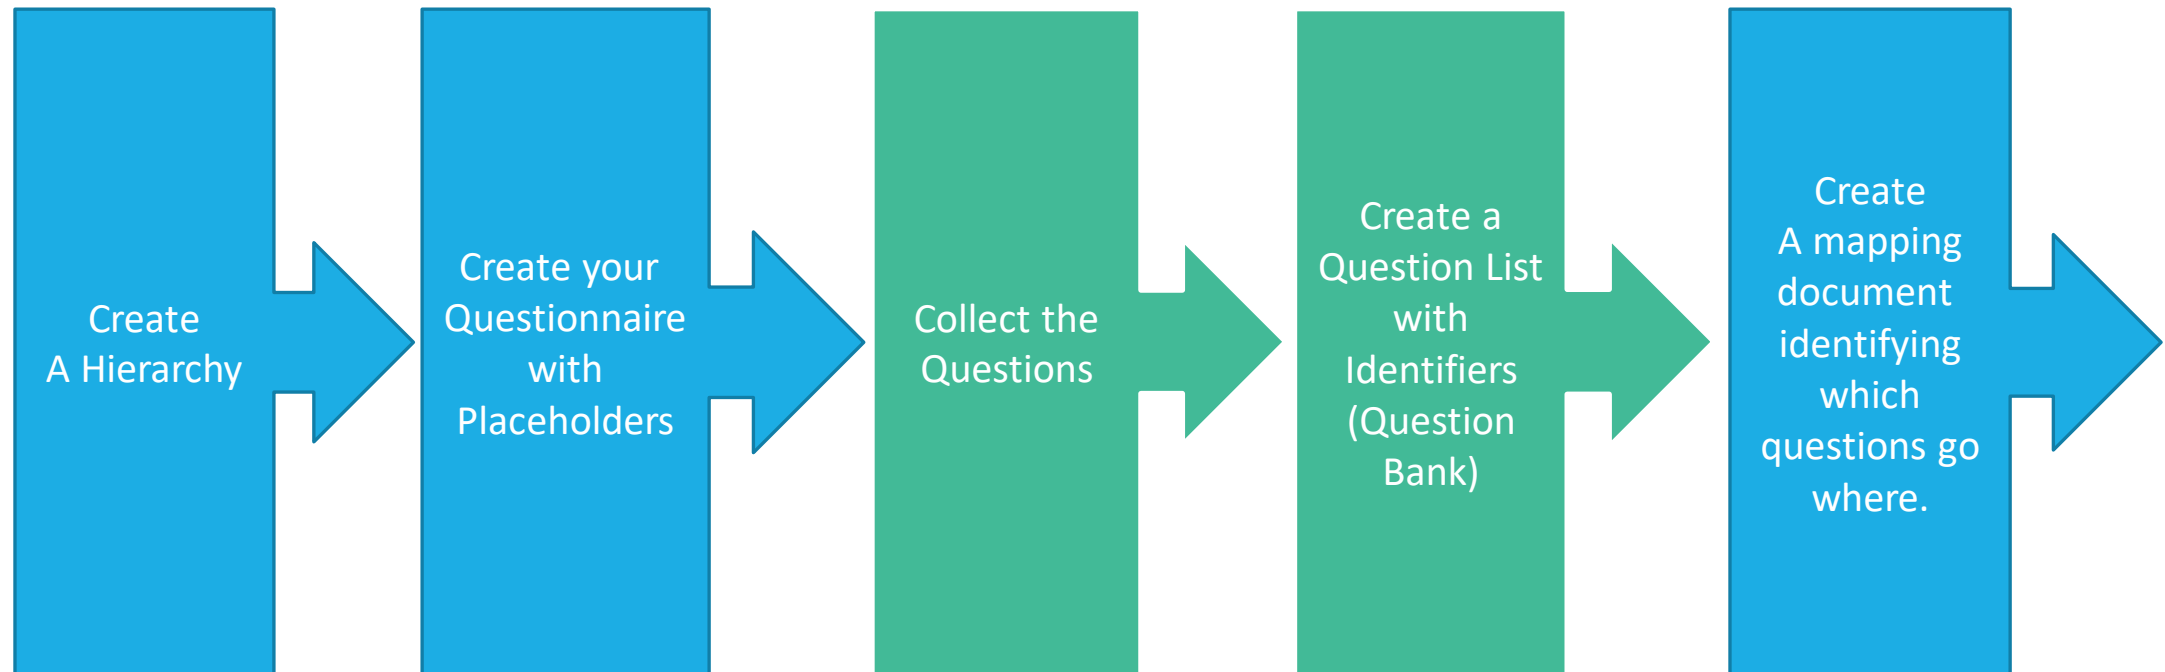 Create
A Hierarchy
Create your
Questionnaire
with
Placeholders
Collect the
Questions
Create a
Question List
with
Identifiers
(Question
Bank)
Create
A mapping
document
identifying
which
questions go
where.